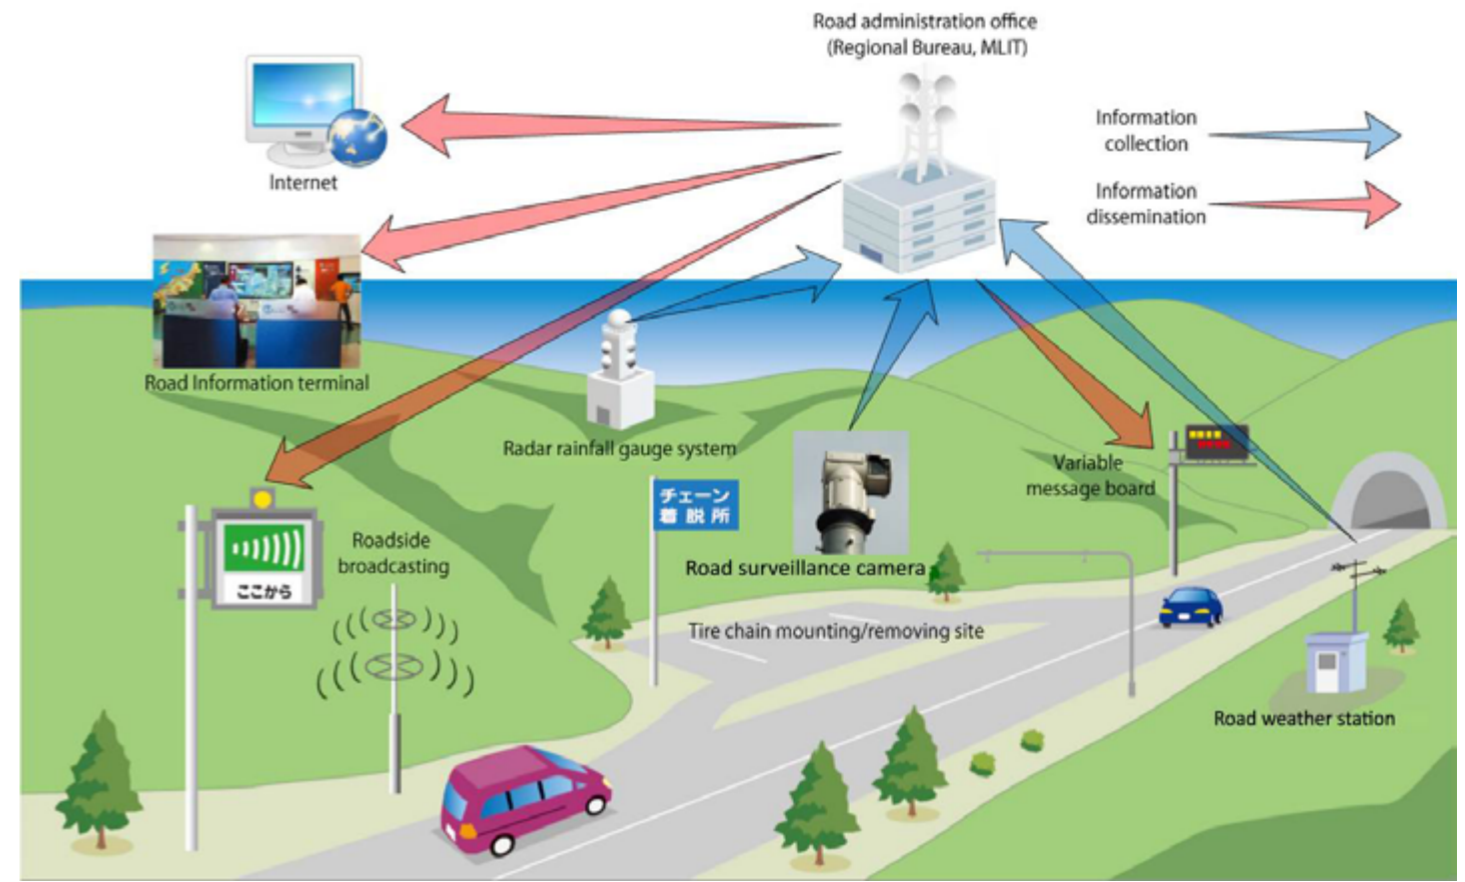 Road administration office
(Regional Bureau, MLIT)
Information
collection
Internet
Information
dissemination
Road Information terminal
Radar rainfall gauge system
Variable
message board
チェーン
着脱所
Roadside
broadcasting
ここから
Road surveillance camera
Tire chain mounting/removing site
Road weather station